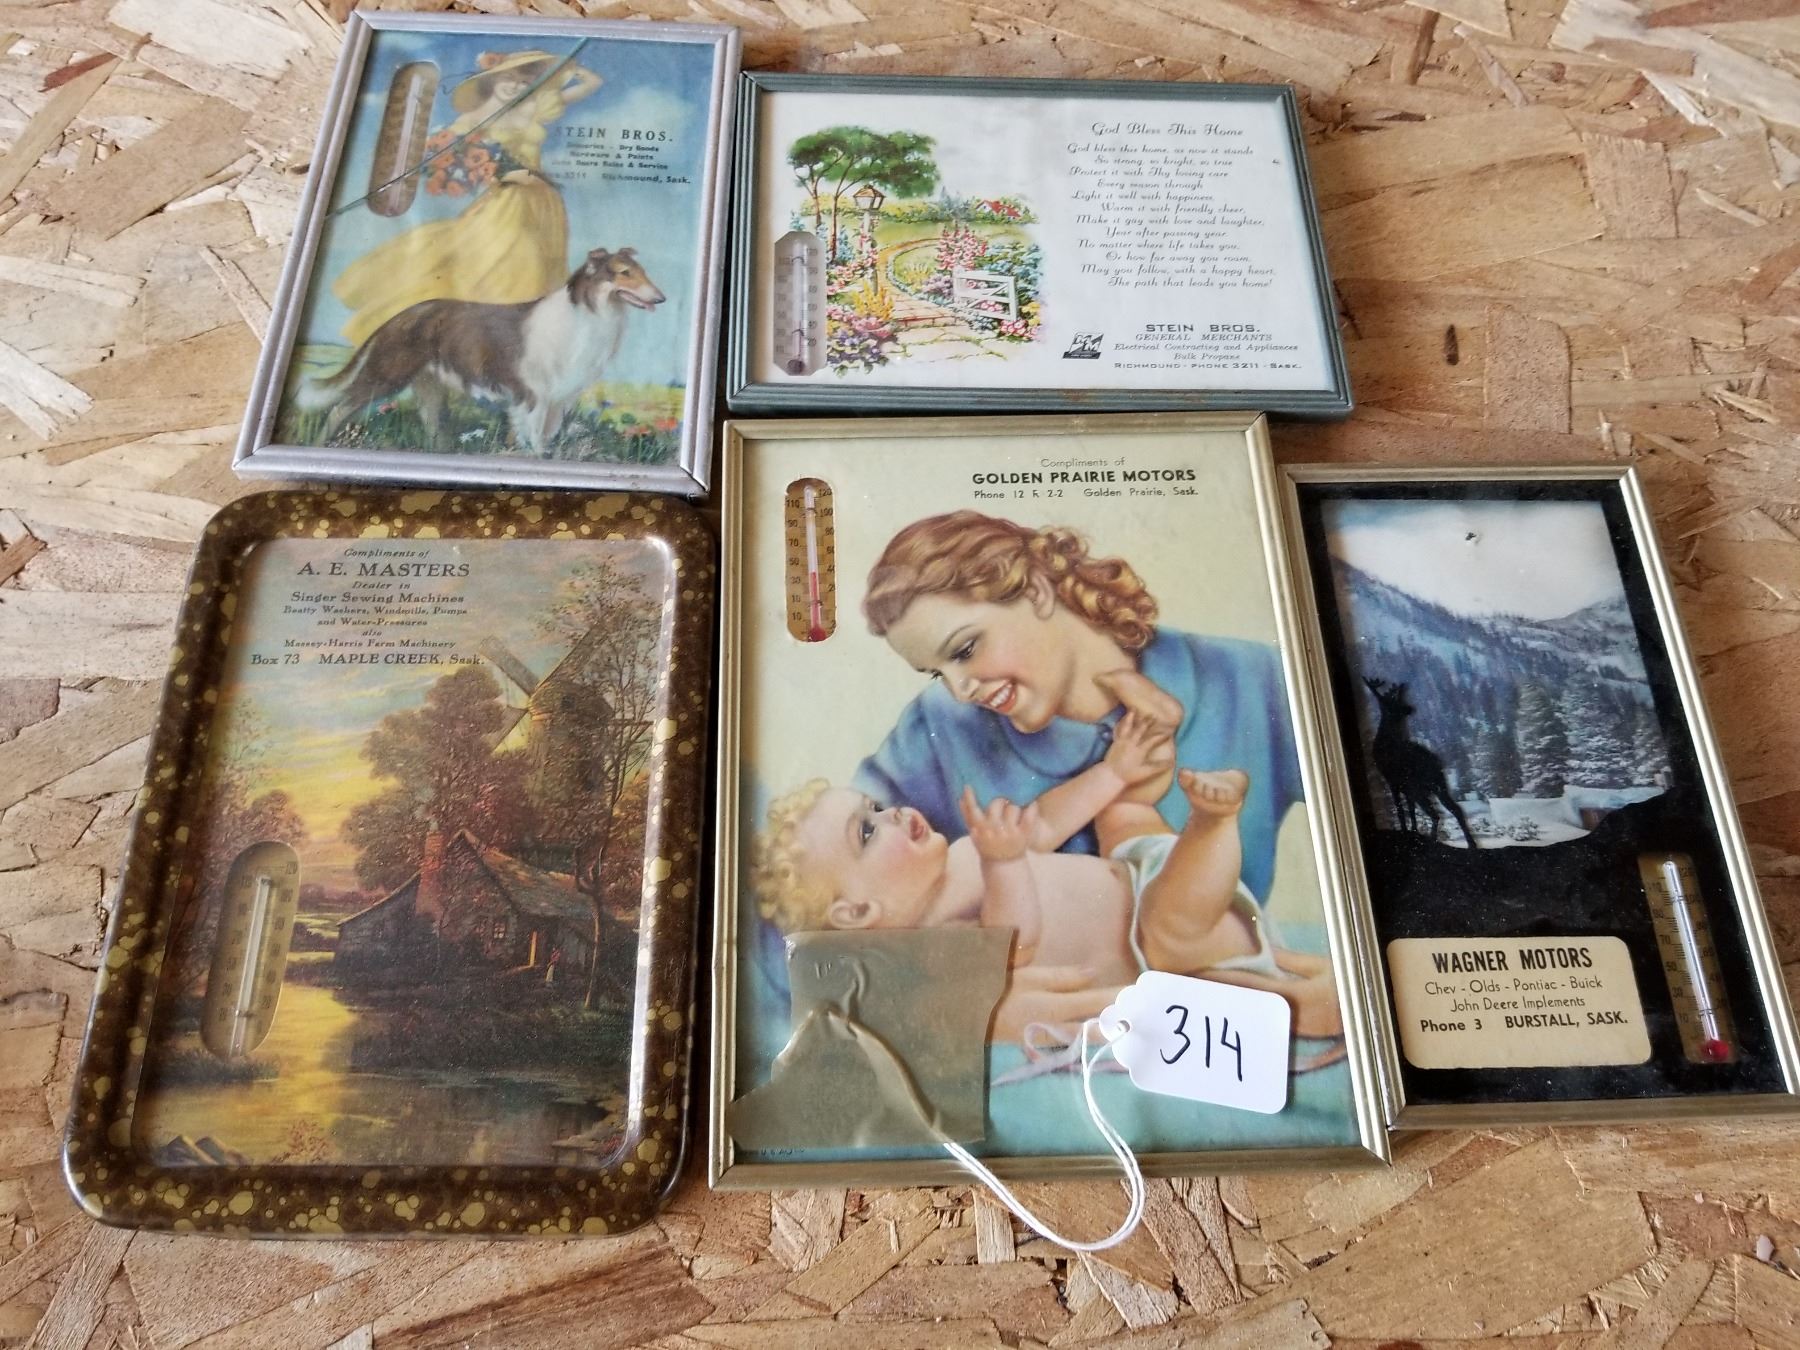 STEIN BROS.
Groceries - Dry Goods
Hardware & Paints
John Deere Sales & Service
3214 Richmound, Sask.
God Bless This Home
God bless this home, as now it stands
So strong, so bright, so true
Protect it with Thy loving care
Every season through
Light it well with happiness,
Warm it with friendly cheer,
Make it gay with love and laughter,
Year after passing year.
No matter where life takes you,
Or how far away you roam,
May you follow, with a happy heart,
The path that leads you home!
STEIN BROS.
GENERAL MERCHANTS
Electrical Contracting and Appliances
Bulk Propane
RICHMOUND - PHONE 3211 - SASK.
Compliments of
A. E. MASTERS
Dealer in
Singer Sewing Machines
Beatty Washers, Windmills, Pumps
and Water-Pressures
also
Massey-Harris Farm Machinery
Box 73 MAPLE CREEK, Sask.
Compliments of
GOLDEN PRAIRIE MOTORS
Phone 12 R 2-2 Golden Prairie, Sask.
314
WAGNER MOTORS
Chev - Olds - Pontiac - Buick
John Deere Implements
Phone 3 BURSTALL, SASK.